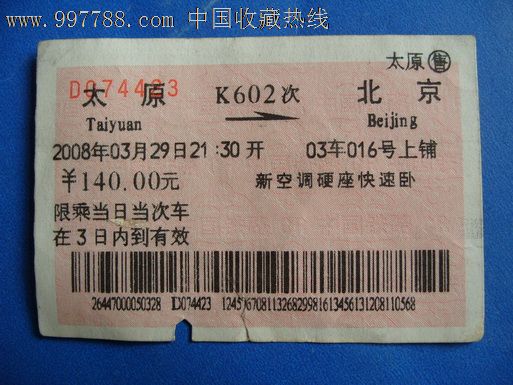 www.997788.com 中国收藏热线
太原 售
D074423
太 原 K602次 北 京
Taiyuan Beijing
2008年03月29日21:30开 03车016号上铺
¥140.00元 新空调硬座快速卧
限乘当日当次车
在3日内到有效
26447000050328 D074423 12456708113268299816134561312081 10568